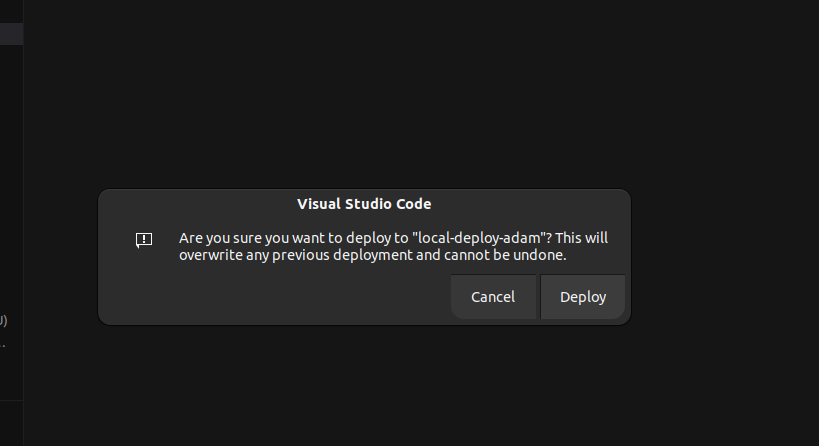 Visual Studio Code
Are you sure you want to deploy to "local-deploy-adam"? This will
overwrite any previous deployment and cannot be undone.
Cancel
Deploy